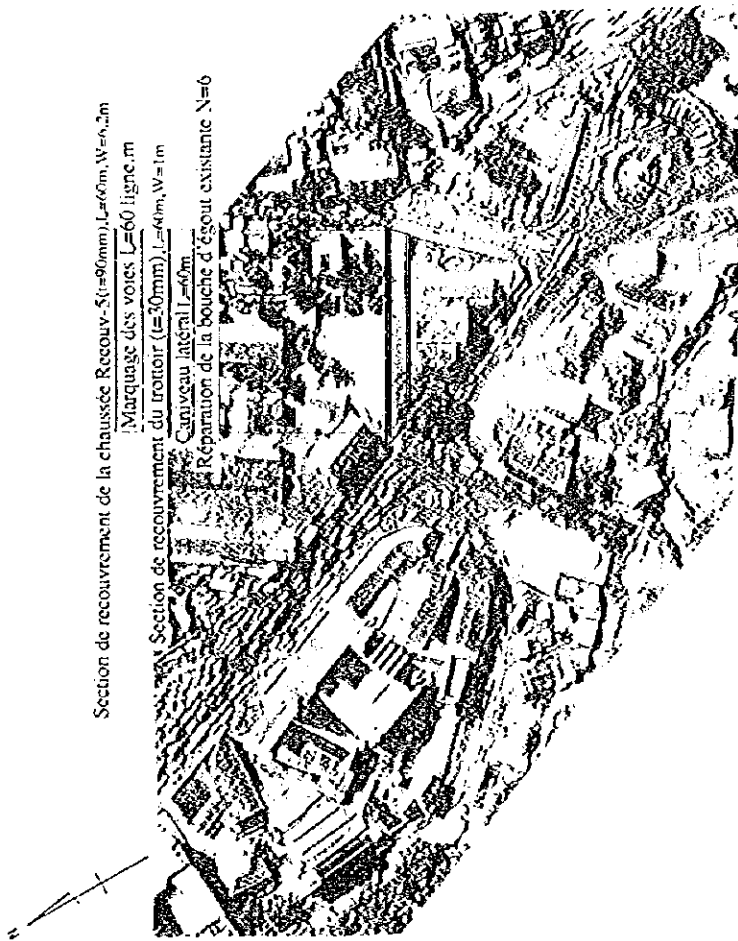 Section de recouvrement de la chaussée Recouv-5(t=90mm),L=60m,W=6.2m
Marquage des voies L=60 ligne.m
Section de recouvrement du trottoir (t=30mm),L=60m,W=1m
Caniveau latéral L=60m
Réparation de la bouche d'égout existante N=6